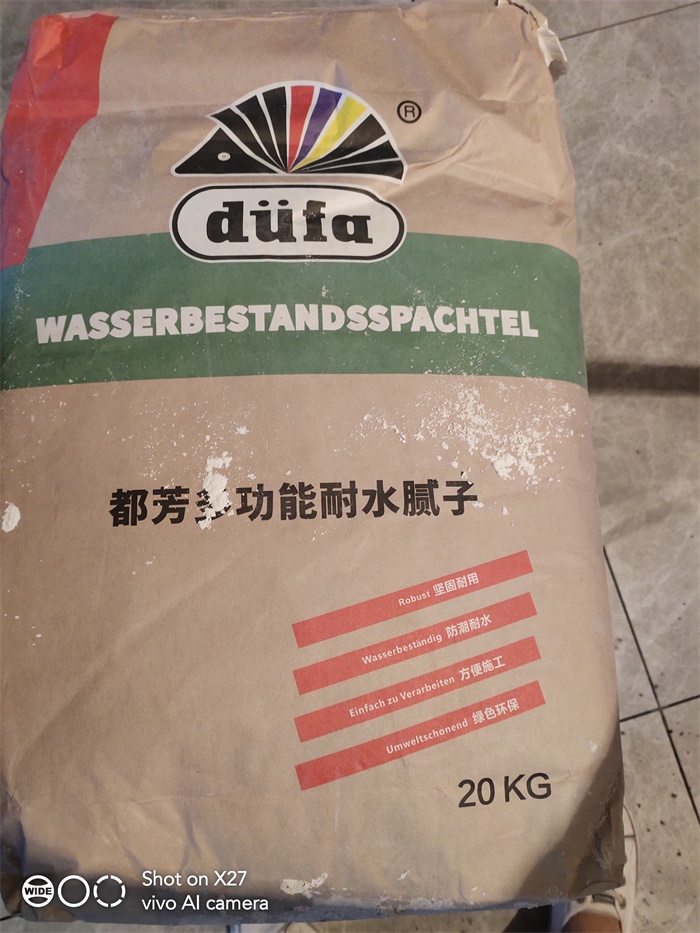 ®
düfa
WASSERBESTANDSSPACHTEL
都芳多功能耐水腻子
Robust 坚固耐用
Wasserbeständig 防潮耐水
Einfach zu Verarbeiten 方便施工
Umweltschonend 绿色环保
20 KG
WIDE
Shot on X27
vivo AI camera